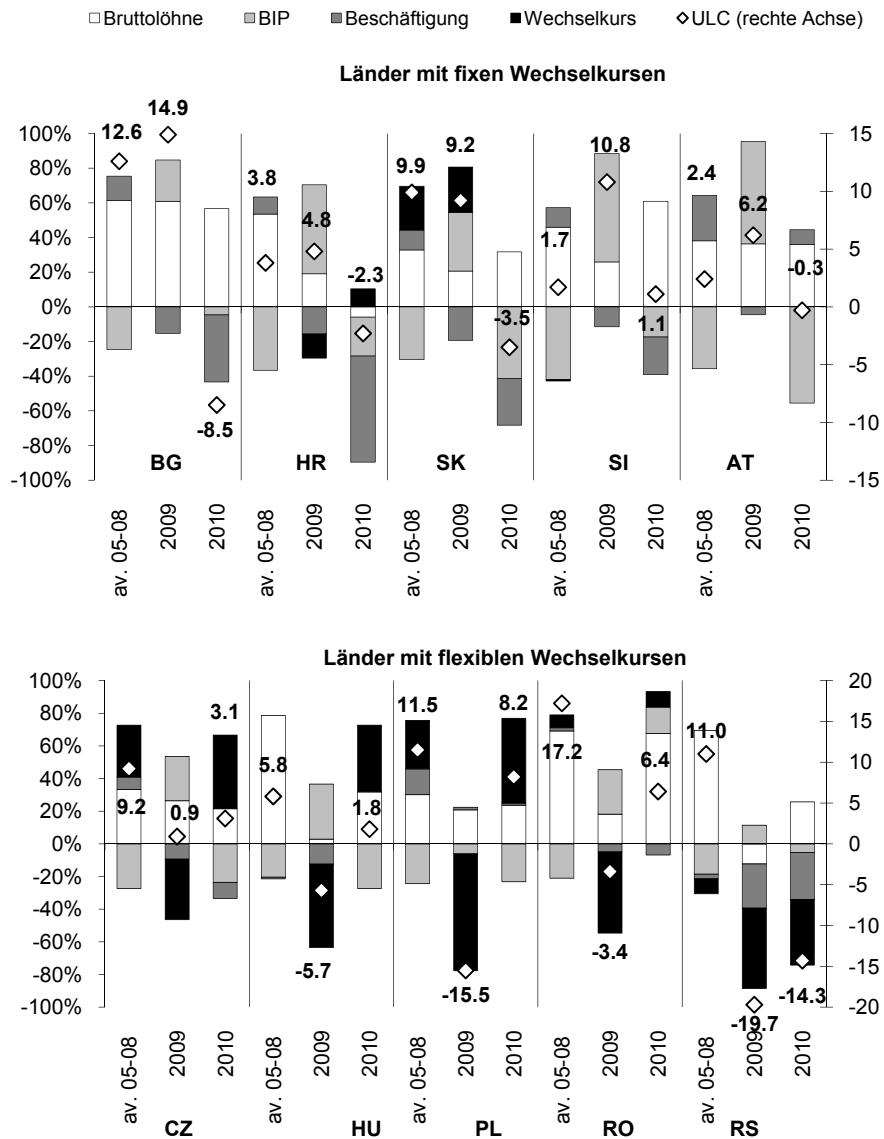 Bruttolöhne BIP Beschäftigung Wechselkurs ULC (rechte Achse)
Länder mit fixen Wechselkursen
100% 80% 60% 40% 20% 0% -20% -40% -60% -80% -100%
12.6 14.9 -8.5 3.8 4.8 -2.3 9.9 9.2 -3.5 1.7 10.8 1.1 2.4 6.2 -0.3
15 10 5 0 -5 -10 -15
BG HR SK SI AT
av. 05-08 2009 2010 av. 05-08 2009 2010 av. 05-08 2009 2010 av. 05-08 2009 2010 av. 05-08 2009 2010
Länder mit flexiblen Wechselkursen
100% 80% 60% 40% 20% 0% -20% -40% -60% -80% -100%
9.2 0.9 3.1 5.8 -5.7 1.8 11.5 -15.5 8.2 17.2 -3.4 6.4 11.0 -19.7 -14.3
20 15 10 5 0 -5 -10 -15 -20
av. 05-08 2009 2010 av. 05-08 2009 2010 av. 05-08 2009 2010 av. 05-08 2009 2010 av. 05-08 2009 2010
CZ HU PL RO RS